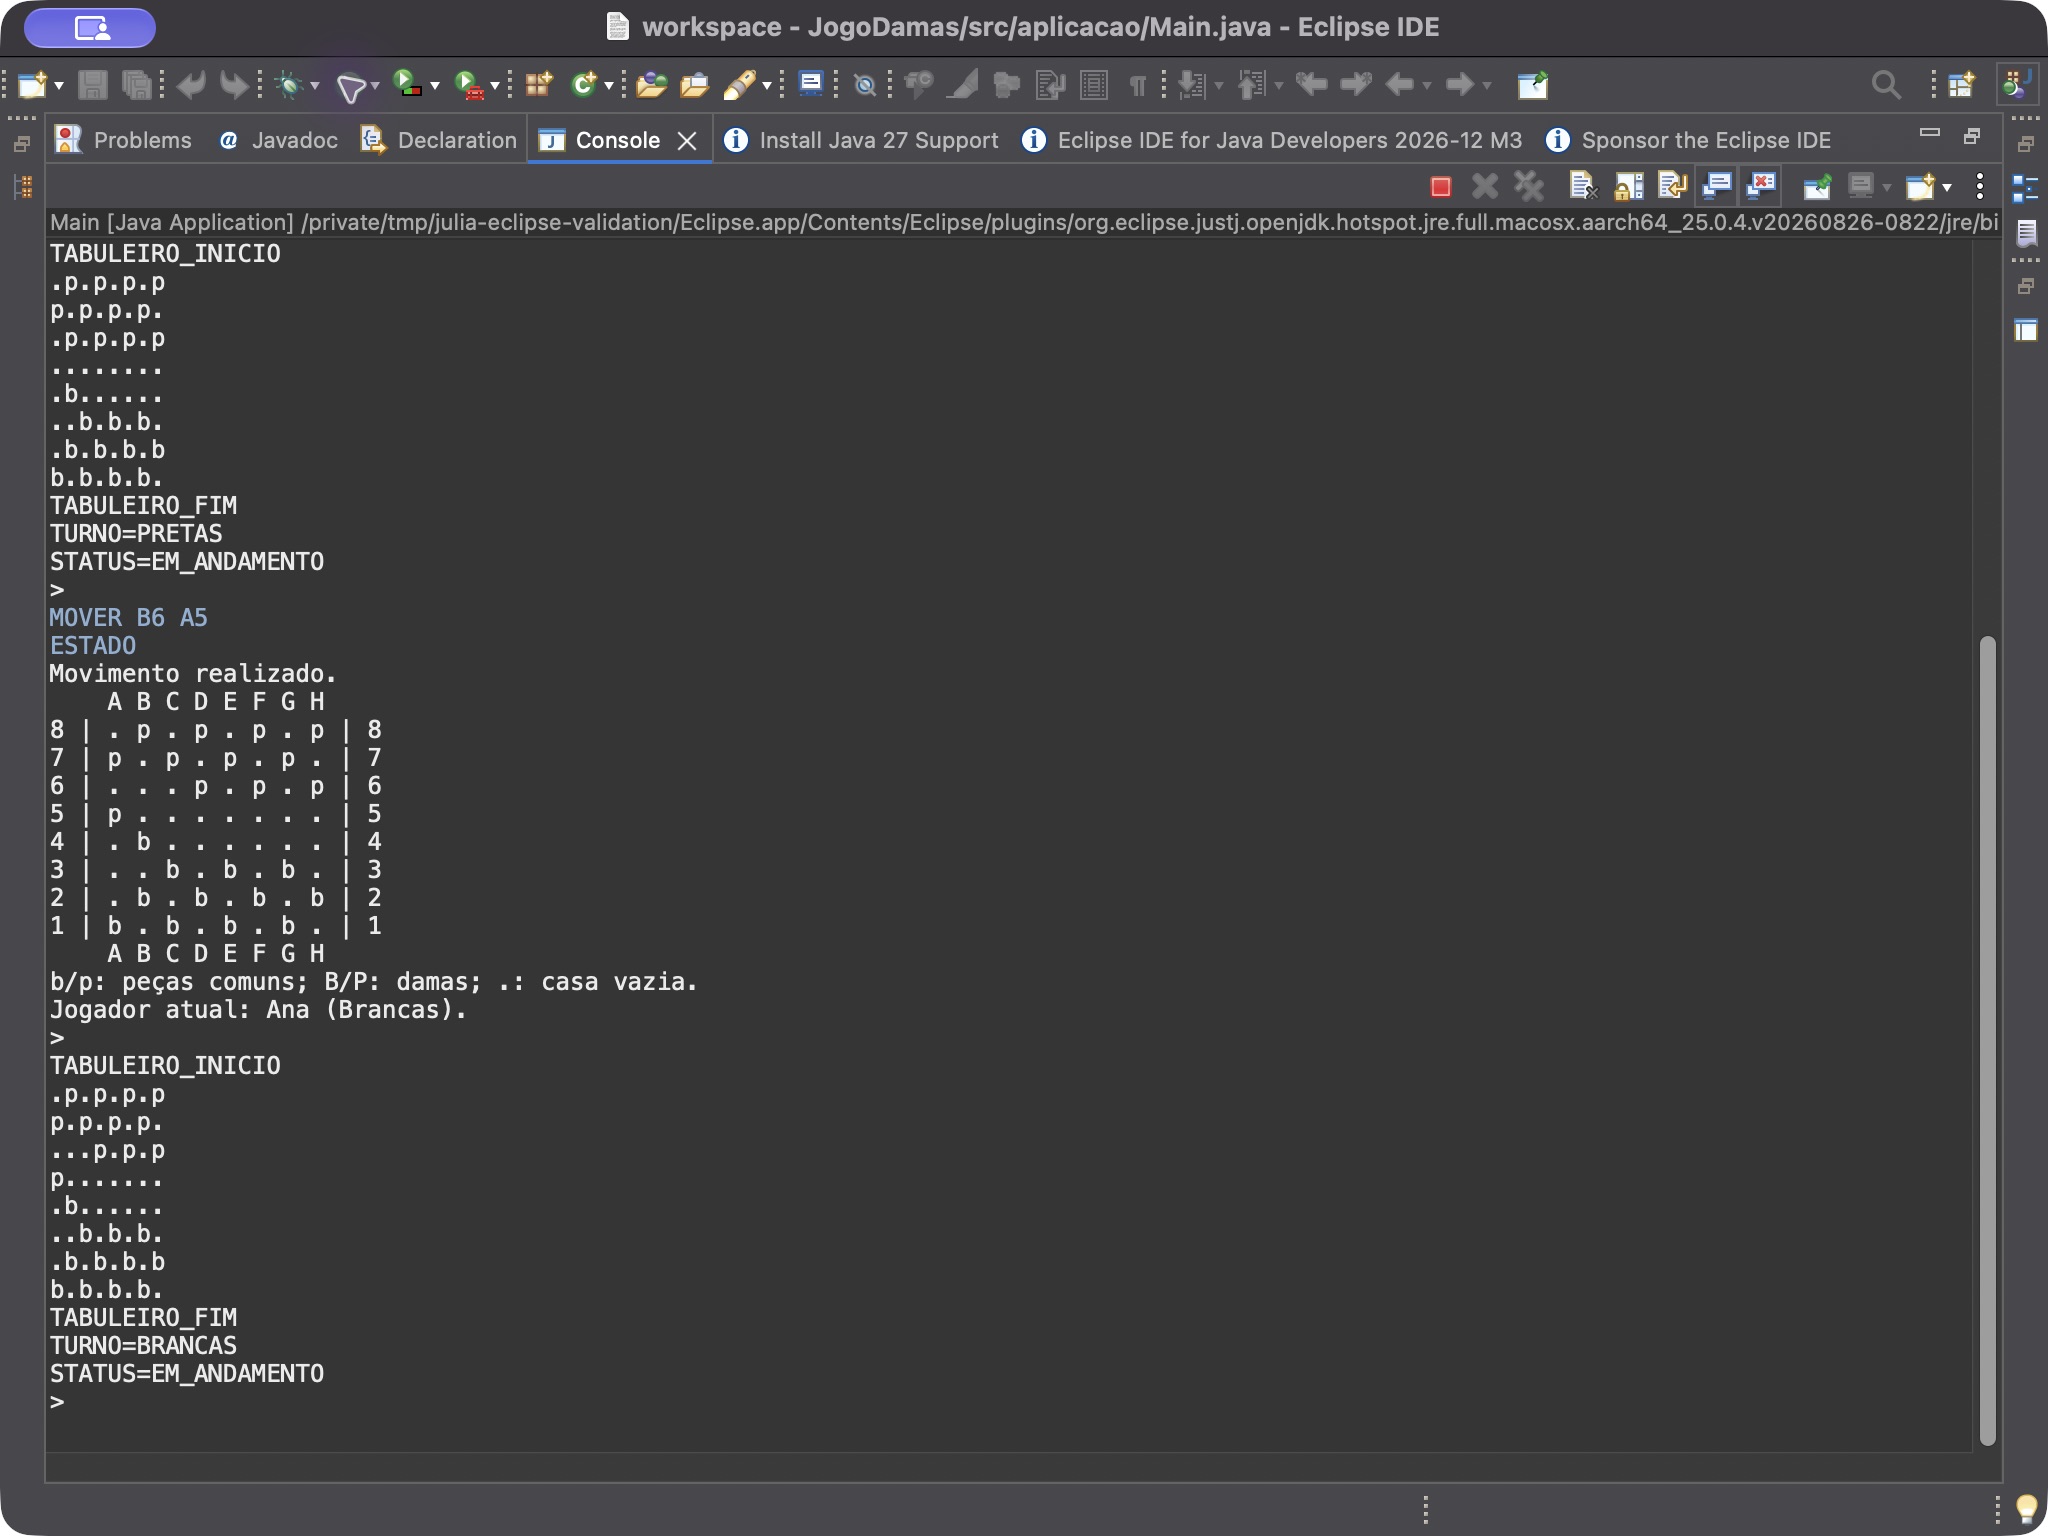 workspace - JogoDamas/src/aplicacao/Main.java - Eclipse IDE
Problems @ Javadoc Declaration Console Install Java 27 Support Eclipse IDE for Java Developers 2026-12 M3 Sponsor the Eclipse IDE
Main [Java Application] /private/tmp/julia-eclipse-validation/Eclipse.app/Contents/Eclipse/plugins/org.eclipse.justj.openjdk.hotspot.jre.full.macosx.aarch64_25.0.4.v20260826-0822/jre/bi
TABULEIRO_INICIO
.p.p.p.p
p.p.p.p.
.p.p.p.p
........
.b......
..b.b.b.
.b.b.b.b
b.b.b.b.
TABULEIRO_FIM
TURNO=PRETAS
STATUS=EM_ANDAMENTO
>
MOVER B6 A5
ESTADO
Movimento realizado.
    A B C D E F G H
8 | . p . p . p . p | 8
7 | p . p . p . p . | 7
6 | . . . p . p . p | 6
5 | p . . . . . . . | 5
4 | . b . . . . . . | 4
3 | . . b . b . b . | 3
2 | . b . b . b . b | 2
1 | b . b . b . b . | 1
    A B C D E F G H
b/p: peças comuns; B/P: damas; .: casa vazia.
Jogador atual: Ana (Brancas).
>
TABULEIRO_INICIO
.p.p.p.p
p.p.p.p.
...p.p.p
p.......
.b......
..b.b.b.
.b.b.b.b
b.b.b.b.
TABULEIRO_FIM
TURNO=BRANCAS
STATUS=EM_ANDAMENTO
>